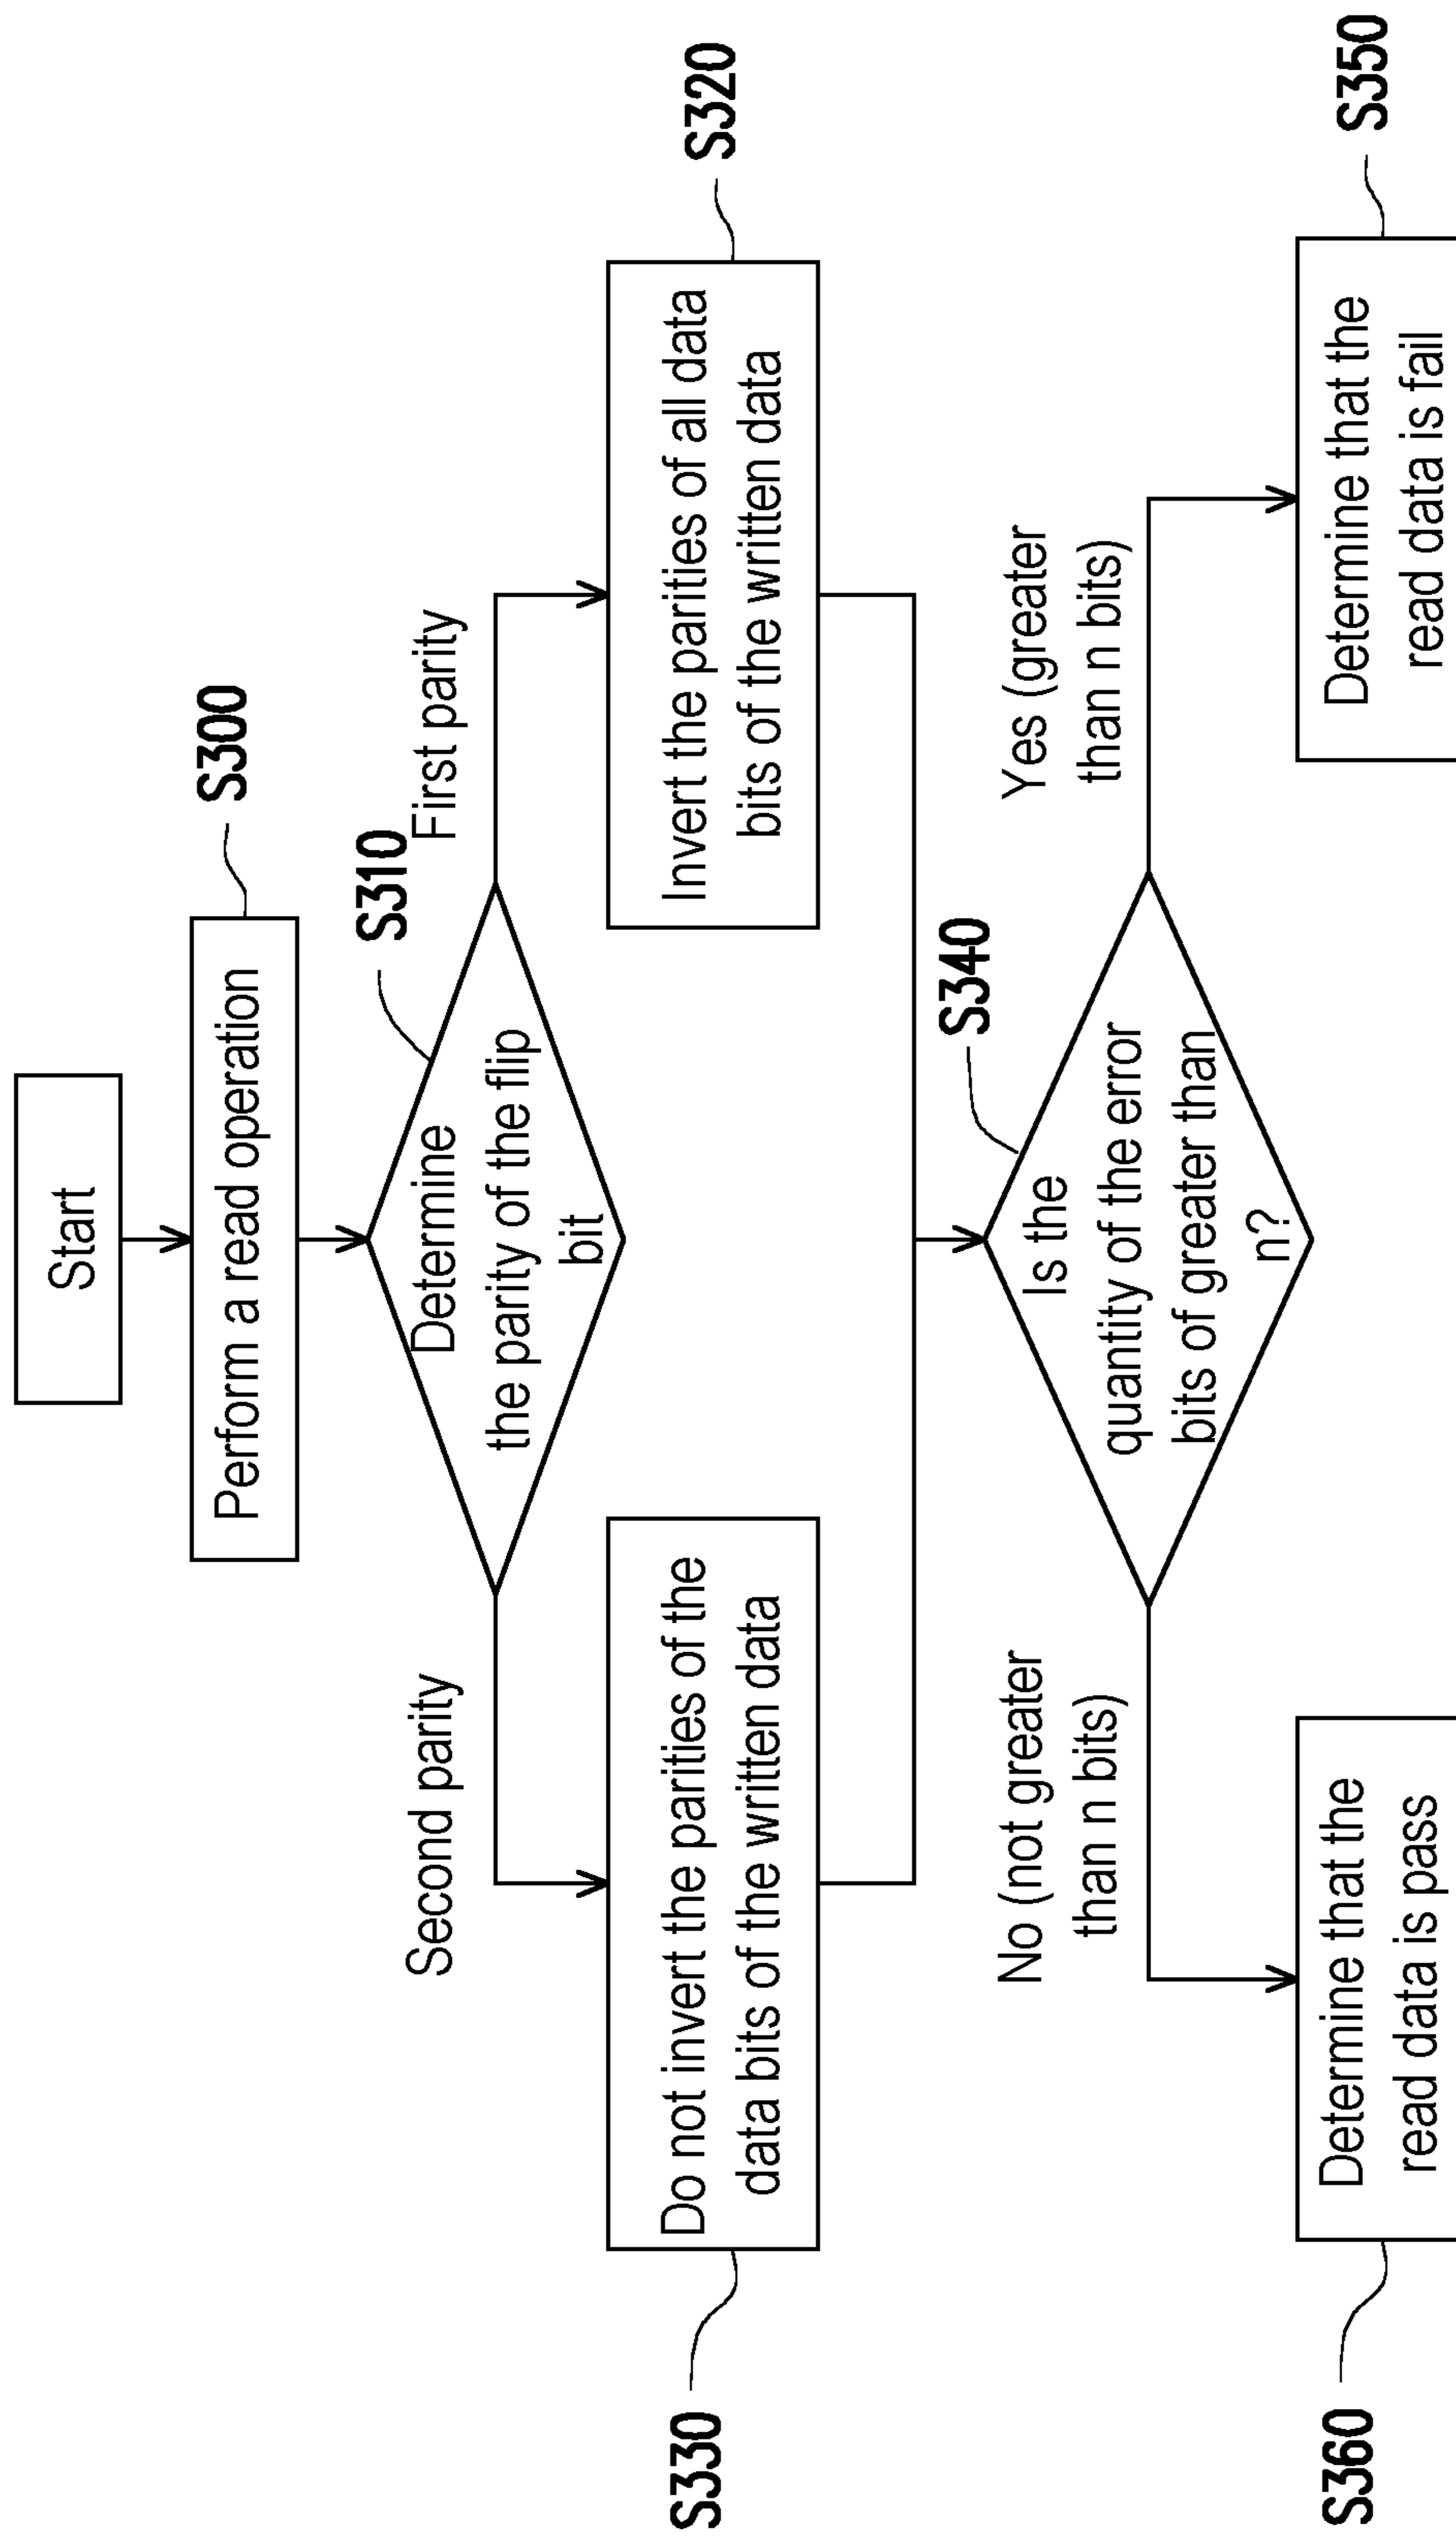 Start
Perform a read operation
S300
Determine
the parity of the flip
bit
S310
Second parity
First parity
Do not invert the parities of the
data bits of the written data
S330
Invert the parities of all data
bits of the written data
S320
Is the
quantity of the error
bits of greater than
n?
S340
No (not greater
than n bits)
Yes (greater
than n bits)
S360
Determine that the
read data is pass
Determine that the
read data is fail
S350